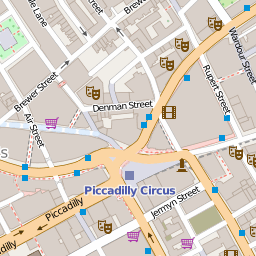 le Lane
Wardour Street
Brewer Street
Brewer Street
Rupert Street
Denman Street
Air Street
S
Piccadilly Circus
Piccadilly
Jermyn Street
adilly